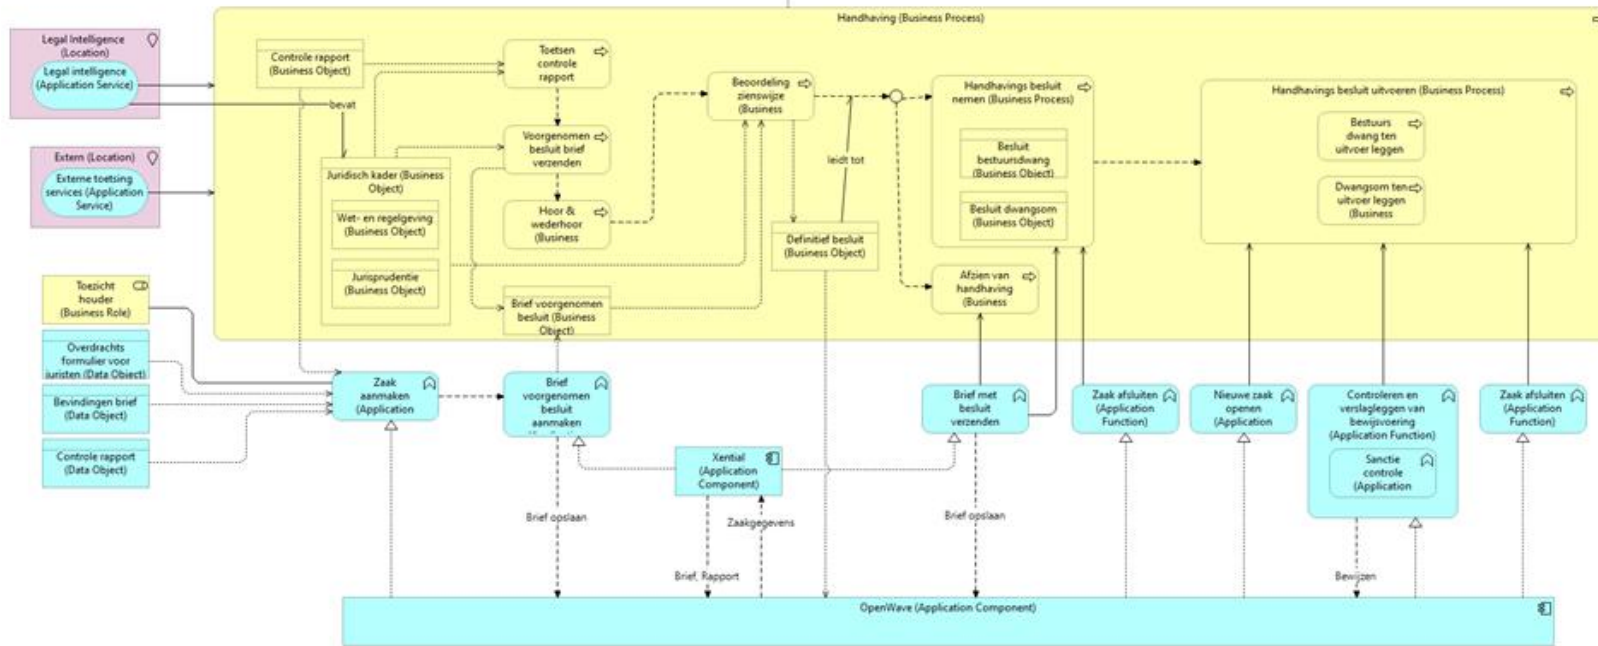 Handhaving (Business Process)
Legal Intelligence
(Location)
Legal intelligence
(Application Service)
Extern (Location)
Externe toetsing
services (Application
Service)
bevat
Controle rapport
(Business Object)
Toetsen
controle
rapport
Voorgenomen
besluit brief
verzenden
Hoor &
wederhoor
(Business
Juridisch kader (Business
Object)
Wet- en regelgeving
(Business Object)
Jurisprudentie
(Business Object)
Brief voorgenomen
besluit (Business
Object)
Beoordeling
zienswijze
(Business
leidt tot
Definitief besluit
(Business Object)
Handhavings besluit
nemen (Business Process)
Besluit
bestuursdwang
(Business Object)
Besluit dwangsom
(Business Object)
Afzien van
handhaving
(Business
Handhavings besluit uitvoeren (Business Process)
Bestuurs
dwang ten
uitvoer leggen
Dwangsom ten
uitvoer leggen
(Business
Toezicht
houder
(Business Role)
Overdrachts
formulier voor
juristen (Data Object)
Bevindingen brief
(Data Object)
Controle rapport
(Data Object)
Zaak
aanmaken
(Application
Brief
voorgenomen
besluit
aanmaken
Xential
(Application
Component)
Brief met
besluit
verzenden
Zaak afsluiten
(Application
Function)
Nieuwe zaak
openen
(Application
Controleren en
verslagleggen van
bewijsvoering
(Application Function)
Sanctie
controle
(Application
Zaak afsluiten
(Application
Function)
Brief opslaan
Zaakgegevens
Brief, Rapport
Brief opslaan
Bewijzen
OpenWave (Application Component)